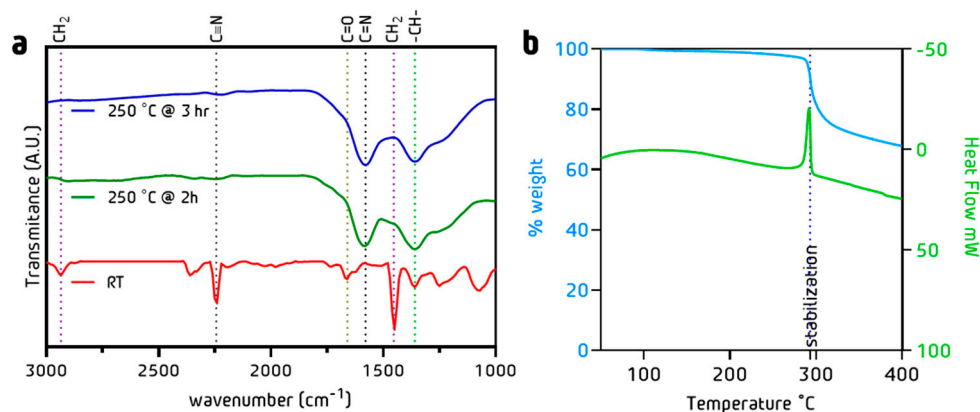 a
CH2
C≡N
C=O
C=N
CH2
-CH-
Transmitance (A.U.)
250 °C @ 3 hr
250 °C @ 2h
RT
3000 2500 2000 1500 1000
wavenumber (cm-1)
b
% weight
100
80
60
40
20
0
stabilization
-50
0
50
100
Heat Flow mW
100 200 300 400
Temperature °C